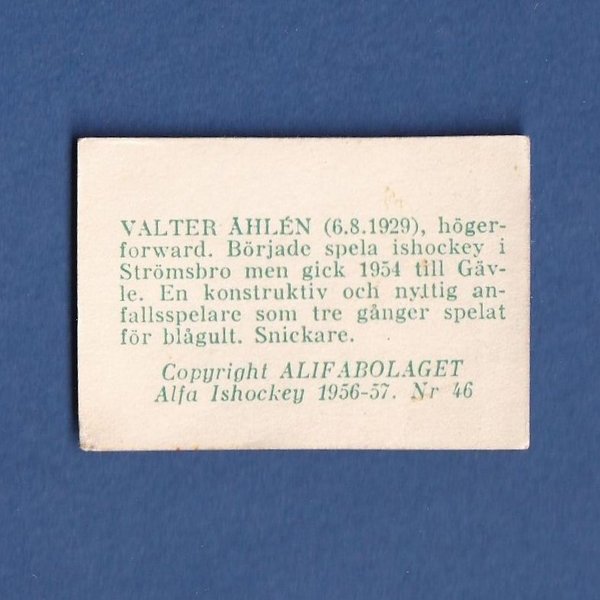 VALTER ÅHLÉN (6.8.1929), höger-
forward. Började spela ishockey i
Strömsbro men gick 1954 till Gäv-
le. En konstruktiv och nyttig an-
fallsspelare som tre gånger spelat
för blågult. Snickare.
Copyright ALIFABOLAGET
Alfa Ishockey 1956-57. Nr 46